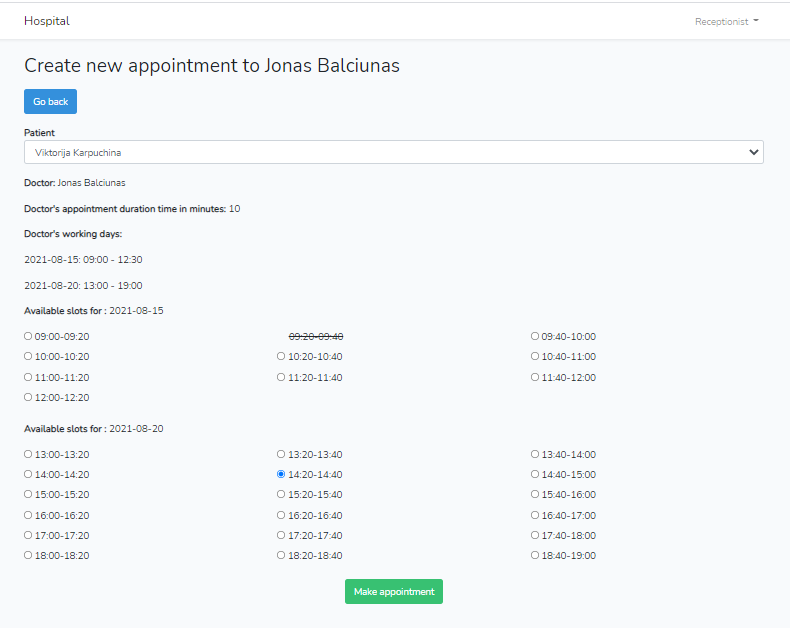 Hospital Receptionist
Create new appointment to Jonas Balciunas
Go back
Patient
Viktorija Karpuchina
Doctor: Jonas Balciunas
Doctor's appointment duration time in minutes: 10
Doctor's working days:
2021-08-15: 09:00 - 12:30
2021-08-20: 13:00 - 19:00
Available slots for : 2021-08-15
09:00-09:20 09:20-09:40 09:40-10:00
10:00-10:20 10:20-10:40 10:40-11:00
11:00-11:20 11:20-11:40 11:40-12:00
12:00-12:20
Available slots for : 2021-08-20
13:00-13:20 13:20-13:40 13:40-14:00
14:00-14:20 14:20-14:40 14:40-15:00
15:00-15:20 15:20-15:40 15:40-16:00
16:00-16:20 16:20-16:40 16:40-17:00
17:00-17:20 17:20-17:40 17:40-18:00
18:00-18:20 18:20-18:40 18:40-19:00
Make appointment